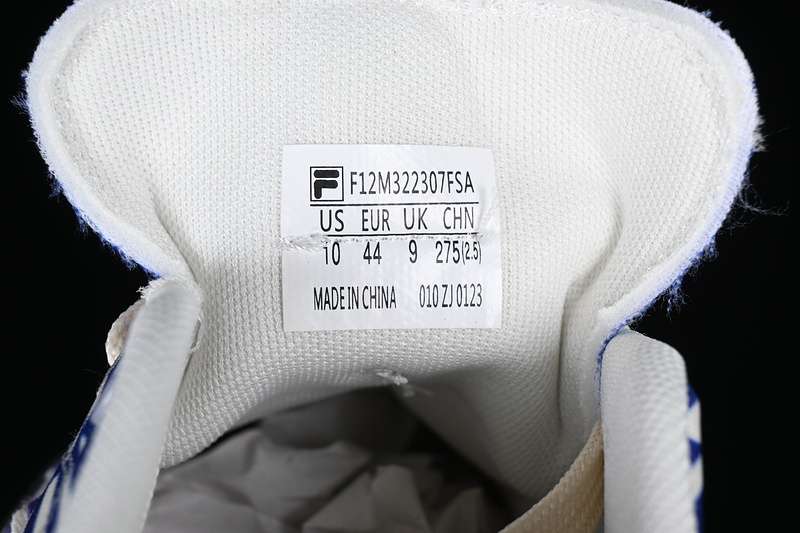 F F12M322307FSA
US EUR UK CHN
10 44 9 275(2.5)
MADE IN CHINA 010 ZJ 0123